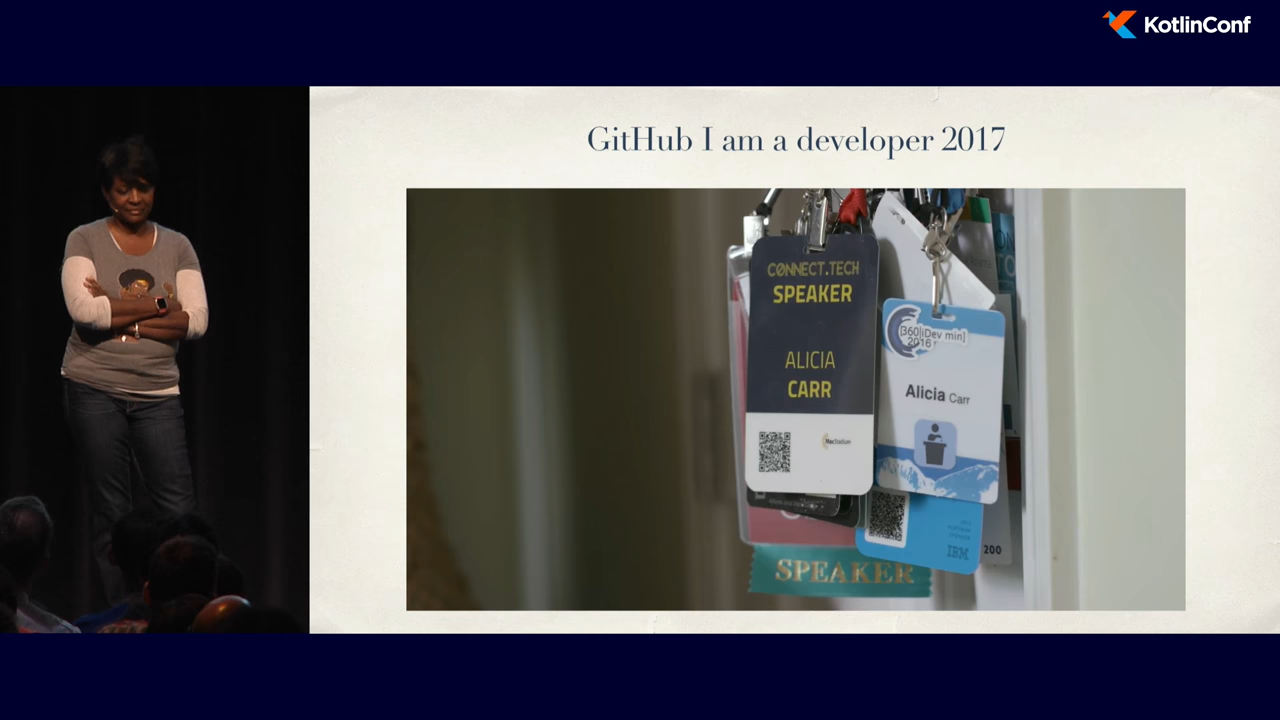 KotlinConf
GitHub I am a developer 2017
CONNECT.TECH
SPEAKER
ALICIA
CARR
MacStadium
[360|iDev min]
2016
Alicia Carr
IBM
200
SPEAKER